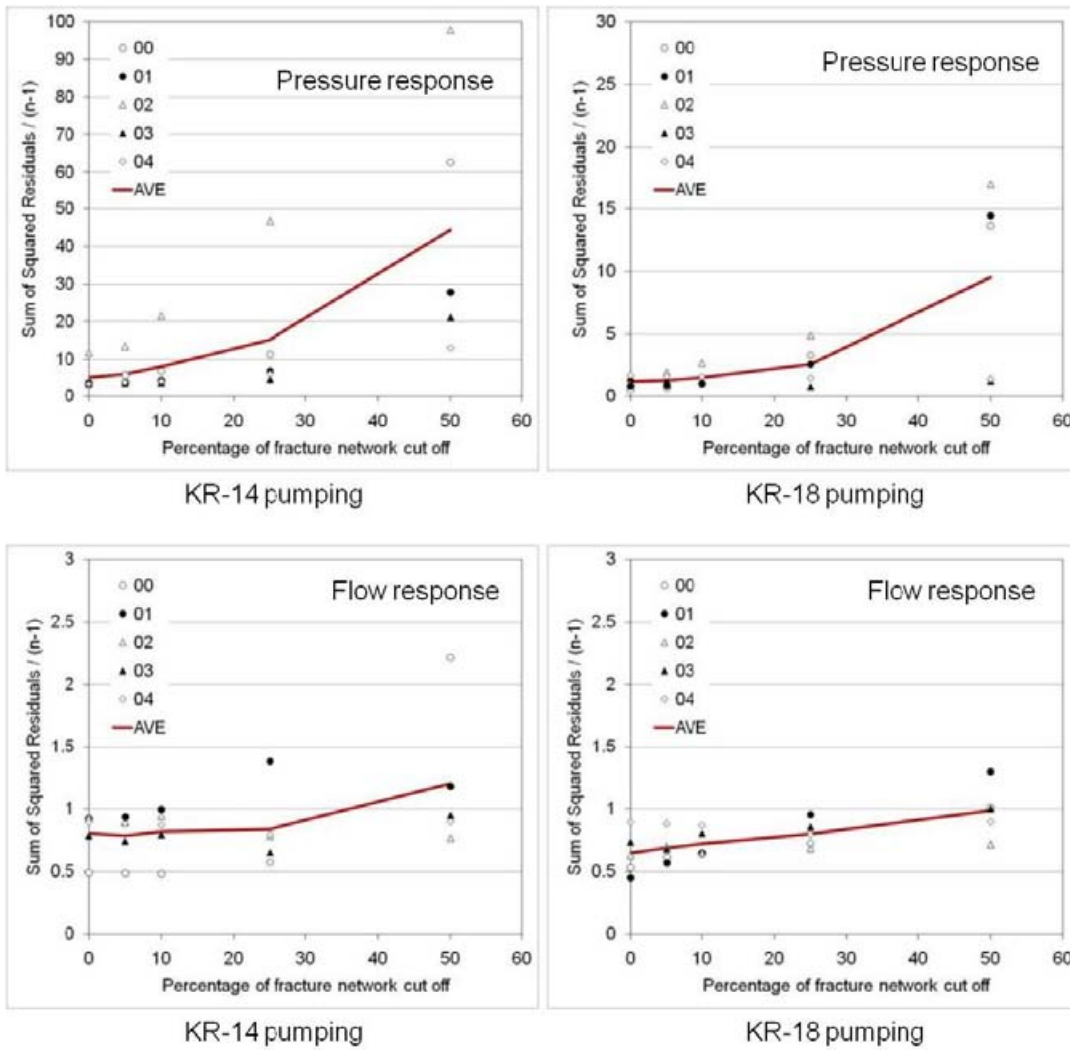 100
90
80
70
60
50
40
30
20
10
0
Sum of Squared Residuals / (n-1)
00
01
02
03
04
AVE
Pressure response
0 10 20 30 40 50 60
Percentage of fracture network cut off
KR-14 pumping
30
25
20
15
10
5
0
Sum of Squared Residuals / (n-1)
00
01
02
03
04
AVE
Pressure response
0 10 20 30 40 50 60
Percentage of fracture network cut off
KR-18 pumping
3
2.5
2
1.5
1
0.5
0
Sum of Squared Residuals / (n-1)
00
01
02
03
04
AVE
Flow response
0 10 20 30 40 50 60
Percentage of fracture network cut off
KR-14 pumping
3
2.5
2
1.5
1
0.5
0
Sum of Squared Residuals / (n-1)
00
01
02
03
04
AVE
Flow response
0 10 20 30 40 50 60
Percentage of fracture network cut off
KR-18 pumping